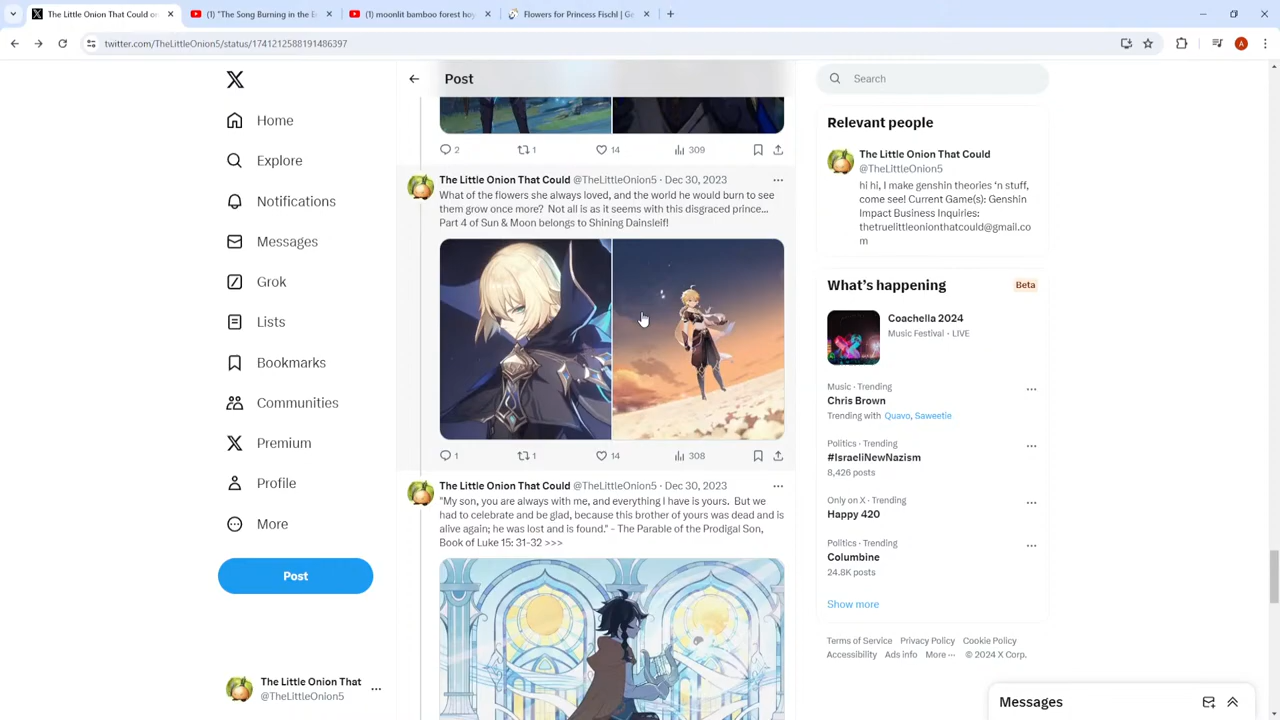 The Little Onion That Could on
(1) "The Song Burning in the E
(1) moonlit bamboo forest hoy
Flowers for Princess Fischl | Ge
twitter.com/TheLittleOnion5/status/1741212588191486397
A
Home
Explore
Notifications
Messages
Grok
Lists
Bookmarks
Communities
Premium
Profile
More
Post
The Little Onion That
@TheLittleOnion5
Post
2
1
14
309
The Little Onion That Could @TheLittleOnion5 · Dec 30, 2023
What of the flowers she always loved, and the world he would burn to see
them grow once more? Not all is as it seems with this disgraced prince...
Part 4 of Sun & Moon belongs to Shining Dainsleif!
1
1
14
308
The Little Onion That Could @TheLittleOnion5 · Dec 30, 2023
"My son, you are always with me, and everything I have is yours. But we
had to celebrate and be glad, because this brother of yours was dead and is
alive again; he was lost and is found." - The Parable of the Prodigal Son,
Book of Luke 15: 31-32 >>>
Search
Relevant people
The Little Onion That Could
@TheLittleOnion5
hi hi, I make genshin theories 'n stuff,
come see! Current Game(s): Genshin
Impact Business Inquiries:
thetruelittleonionthatcould@gmail.co
m
What's happening
Beta
Coachella 2024
Music Festival · LIVE
Music · Trending
Chris Brown
Trending with Quavo, Saweetie
Politics · Trending
#IsraeliNewNazism
8,426 posts
Only on X · Trending
Happy 420
Politics · Trending
Columbine
24.8K posts
Show more
Terms of Service Privacy Policy Cookie Policy
Accessibility Ads info More ··· © 2024 X Corp.
Messages